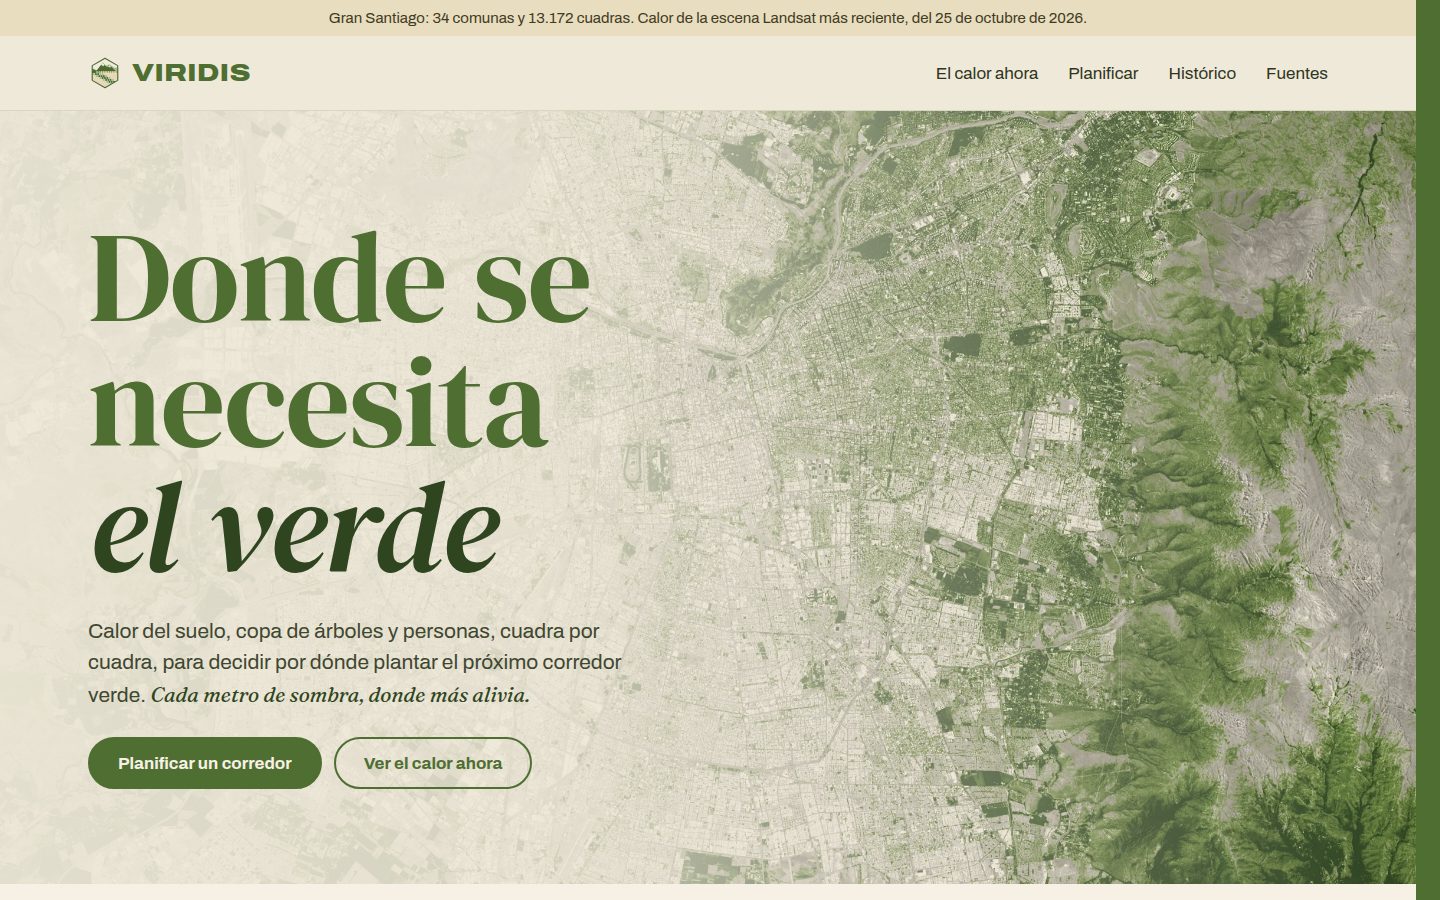 Gran Santiago: 34 comunas y 13.172 cuadras. Calor de la escena Landsat más reciente, del 25 de octubre de 2026.
VIRIDIS
El calor ahora
Planificar
Histórico
Fuentes
Donde se
necesita
el verde
Calor del suelo, copa de árboles y personas, cuadra por
cuadra, para decidir por dónde plantar el próximo corredor
verde. Cada metro de sombra, donde más alivia.
Planificar un corredor
Ver el calor ahora